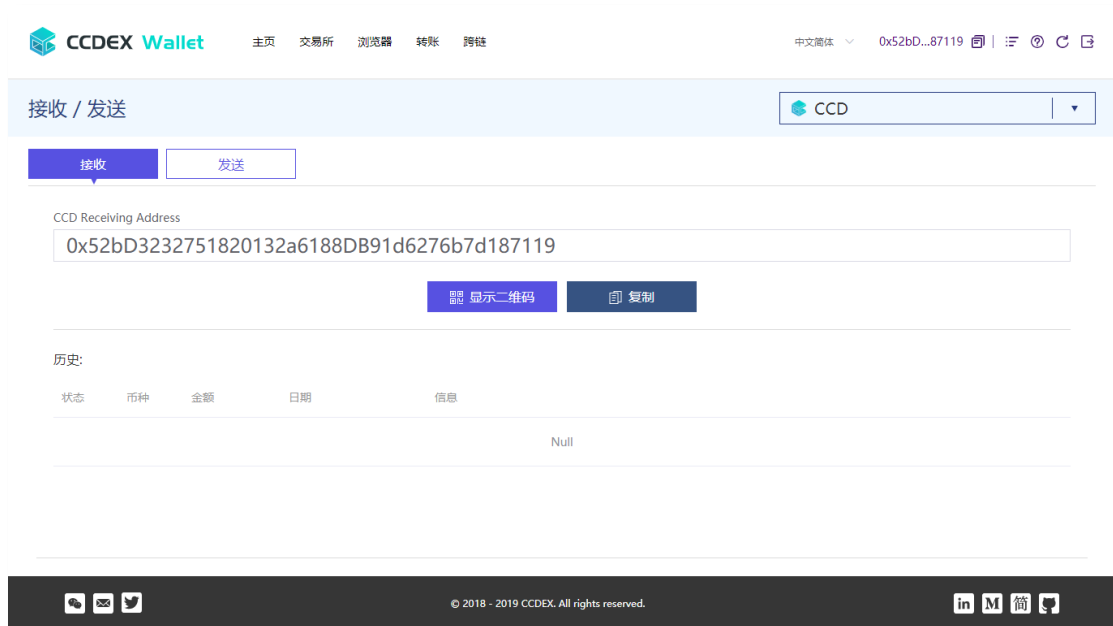 CCDEX Wallet 主页 交易所 浏览器 转账 跨链 中文简体 0x52bD...87119
接收 / 发送 CCD
接收 发送
CCD Receiving Address
0x52bD3232751820132a6188DB91d6276b7d187119
显示二维码 复制
历史:
状态 币种 金额 日期 信息
Null
© 2018 - 2019 CCDEX. All rights reserved. in M 简